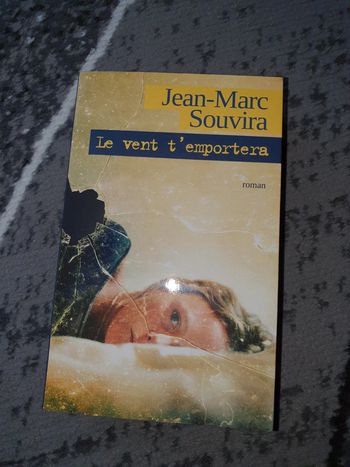 Jean-Marc
Souvira
Le vent t'emportera
roman